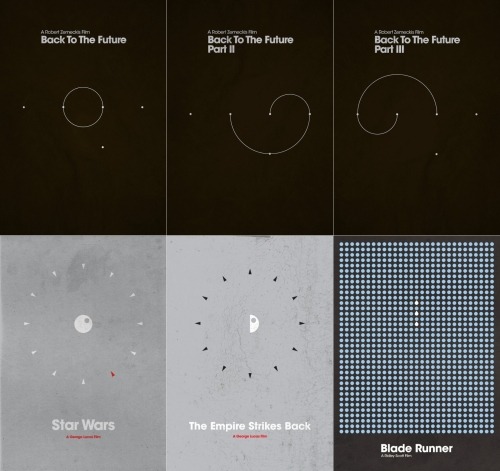 A Robert Zemeckis Film
Back To The Future
A Robert Zemeckis Film
Back To The Future
Part II
A Robert Zemeckis Film
Back To The Future
Part III
Star Wars
A George Lucas Film
The Empire Strikes Back
A George Lucas Film
Blade Runner
A Ridley Scott Film